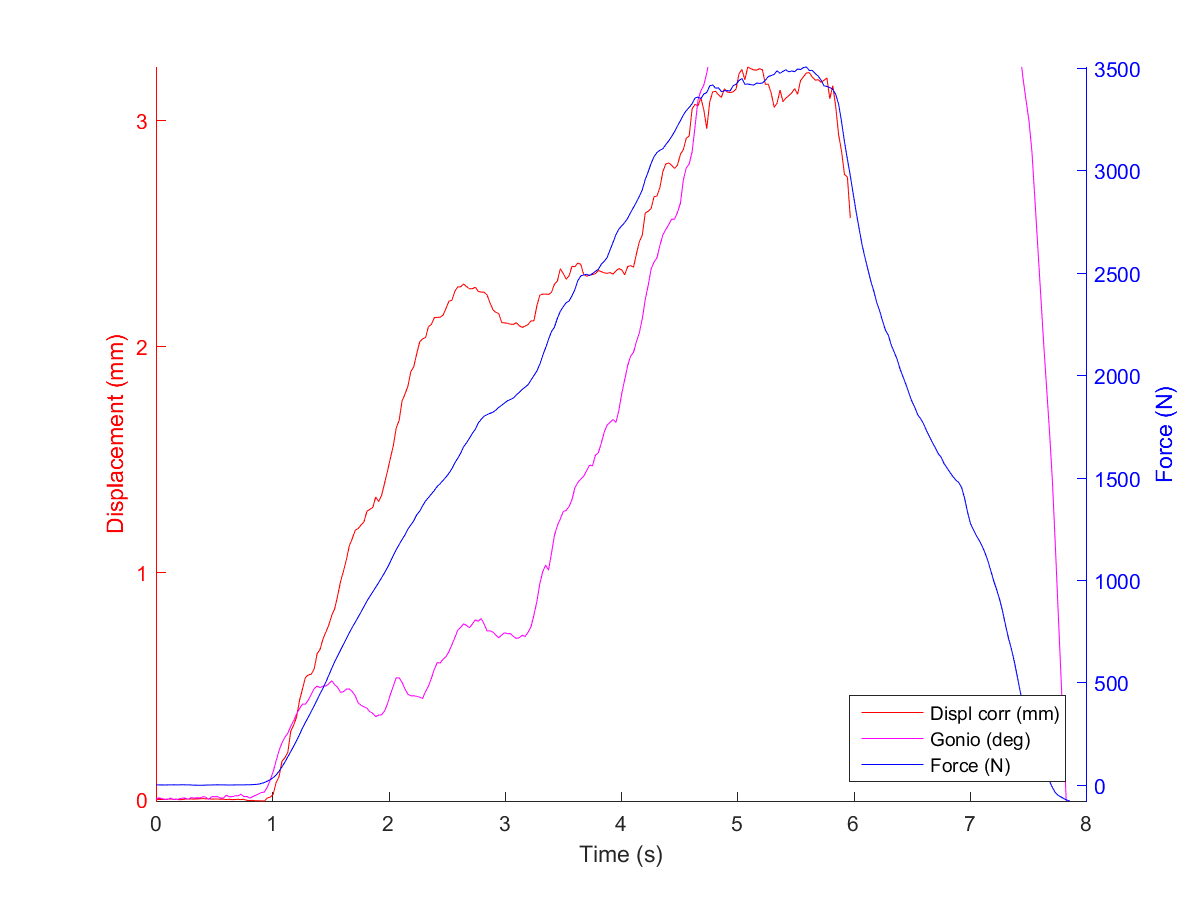 3
2
1
0
Displacement (mm)
3500
3000
2500
2000
1500
1000
500
0
Force (N)
Displ corr (mm)
Gonio (deg)
Force (N)
0 1 2 3 4 5 6 7 8
Time (s)